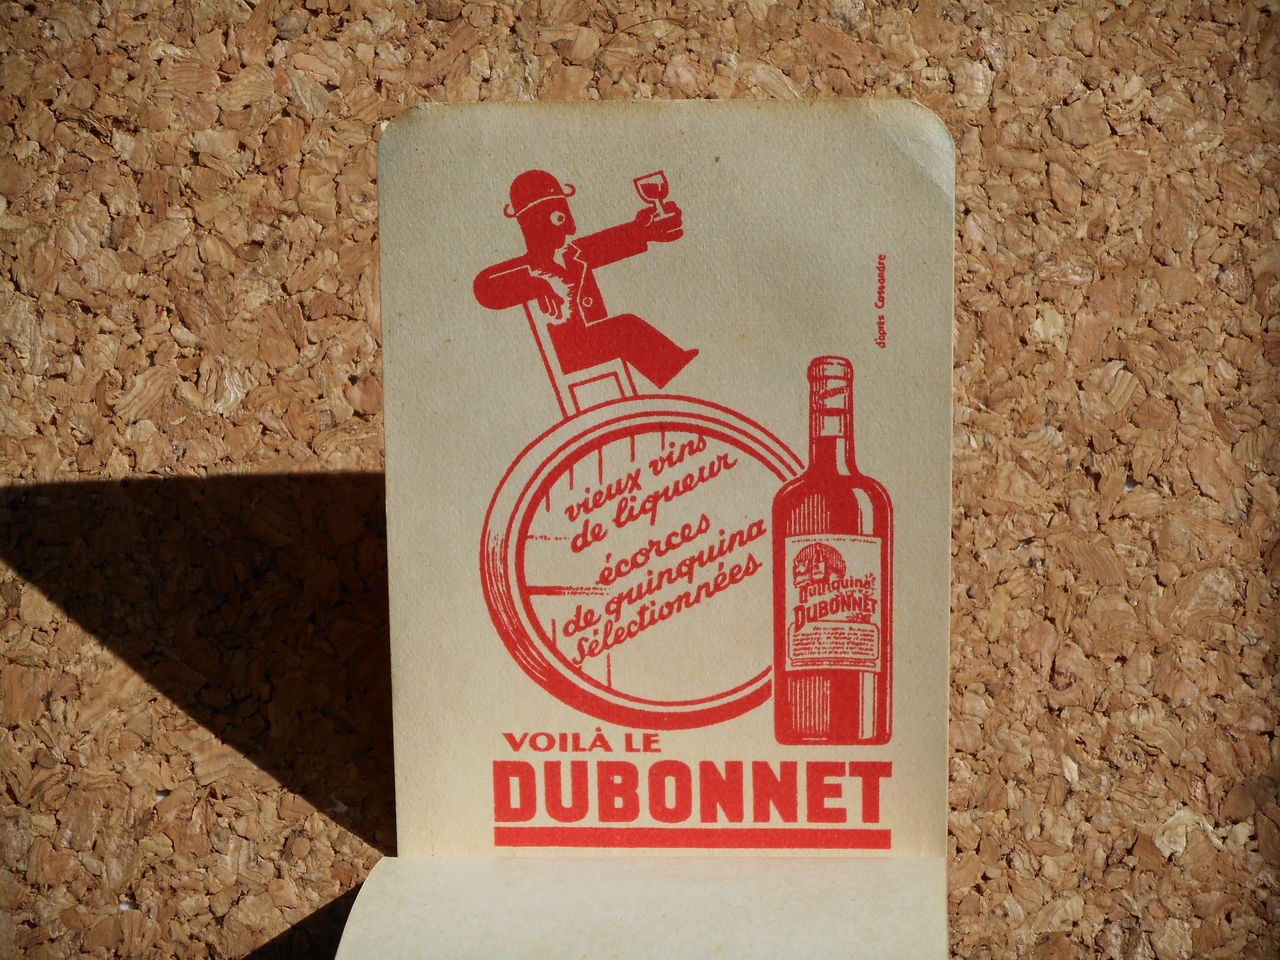 d'après Cassandre
vieux vins
de liqueur
écorces
de quinquina
sélectionnées
Quinquina
DUBONNET
VOILÀ LE
DUBONNET